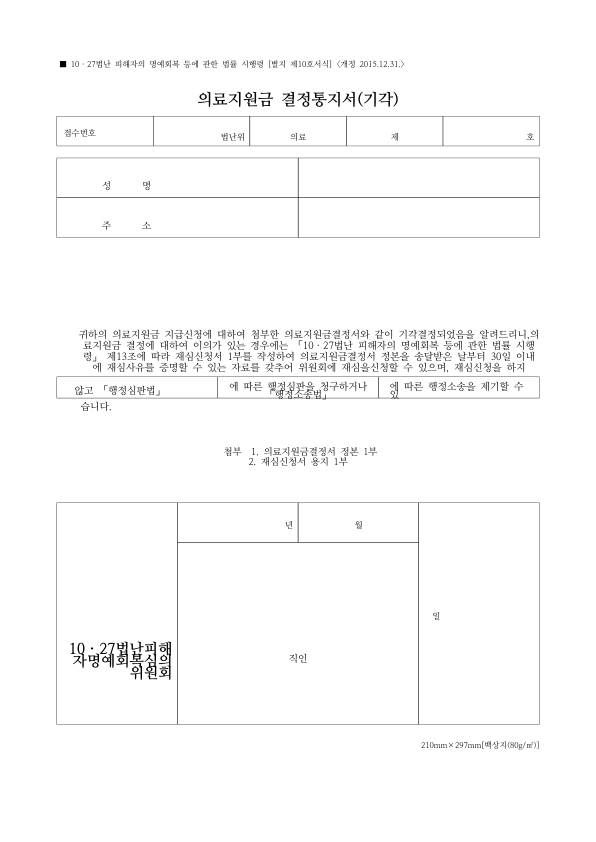 ■ 10ㆍ27법난 피해자의 명예회복 등에 관한 법률 시행령 [별지 제10호서식] <개정 2015.12.31.>
의료지원금 결정통지서(기각)
접수번호 법난위 의료 제 호
성 명
주 소
귀하의 의료지원금 지급신청에 대하여 첨부한 의료지원금결정서와 같이 기각결정되었음을 알려드리니,의
료지원금 결정에 대하여 이의가 있는 경우에는 「10ㆍ27법난 피해자의 명예회복 등에 관한 법률 시행
령」 제13조에 따라 재심신청서 1부를 작성하여 의료지원금결정서 정본을 송달받은 날부터 30일 이내
에 재심사유를 증명할 수 있는 자료를 갖추어 위원회에 재심을신청할 수 있으며, 재심신청을 하지
않고 「행정심판법」 에 따른 행정심판을 청구하거나 에 따른 행정소송을 제기할 수
「행정소송법」 있
습니다.
첨부 1. 의료지원금결정서 정본 1부
2. 재심신청서 용지 1부
년 월
일
10ㆍ27법난피해
자명예회복심의
위원회
직인
210mm×297mm[백상지(80g/㎡)]